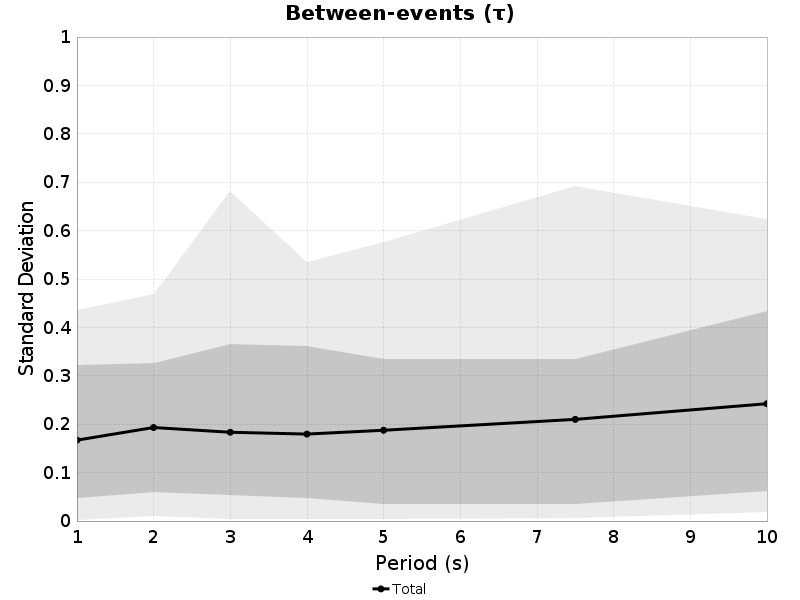 Between-events (τ)
1
0.9
0.8
0.7
0.6
0.5
0.4
0.3
0.2
0.1
0
Standard Deviation
1 2 3 4 5 6 7 8 9 10
Period (s)
Total